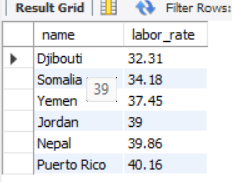 Result Grid Filter Rows:
name labor_rate
Djibouti 32.31
Somalia 34.18
39
Yemen 37.45
Jordan 39
Nepal 39.86
Puerto Rico 40.16